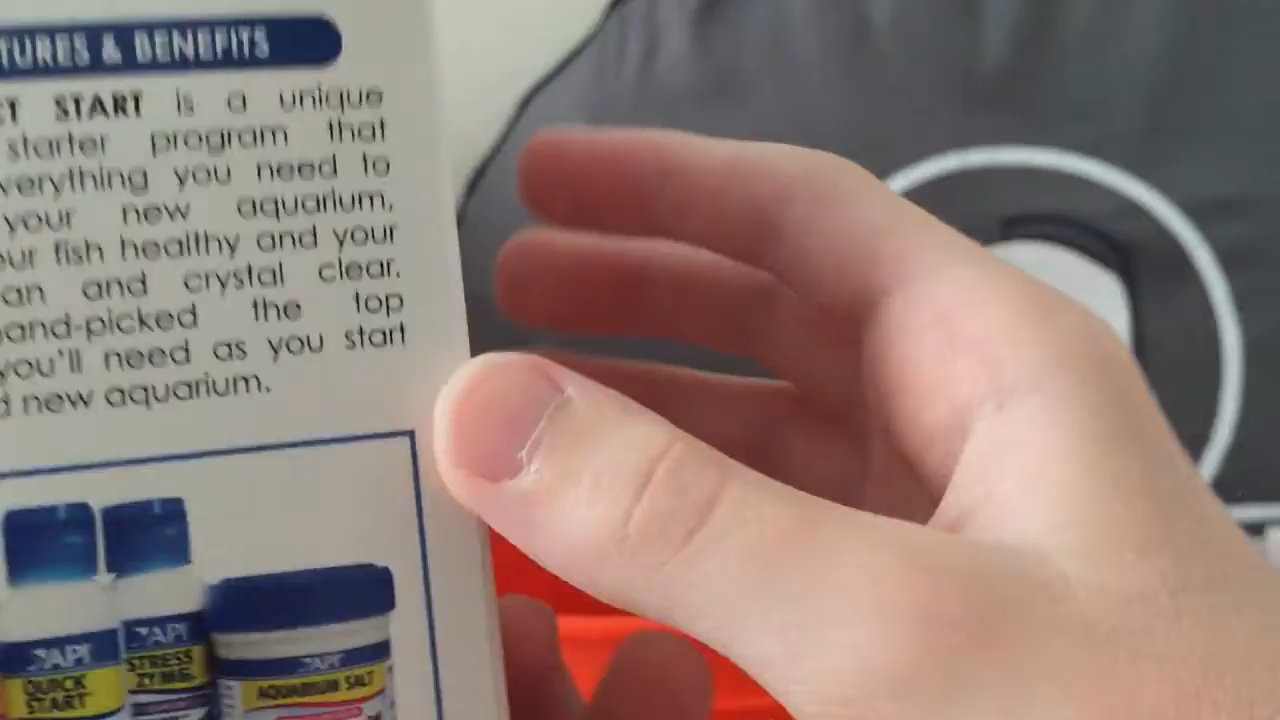 TURES & BENEFITS
CT START is a unique
starter program that
verything you need to
your new aquarium,
ur fish healthy and your
an and crystal clear.
and-picked the top
you'll need as you start
d new aquarium.
API
QUICK
START
API
STRESS
ZYME
API
AQUARIUM SALT